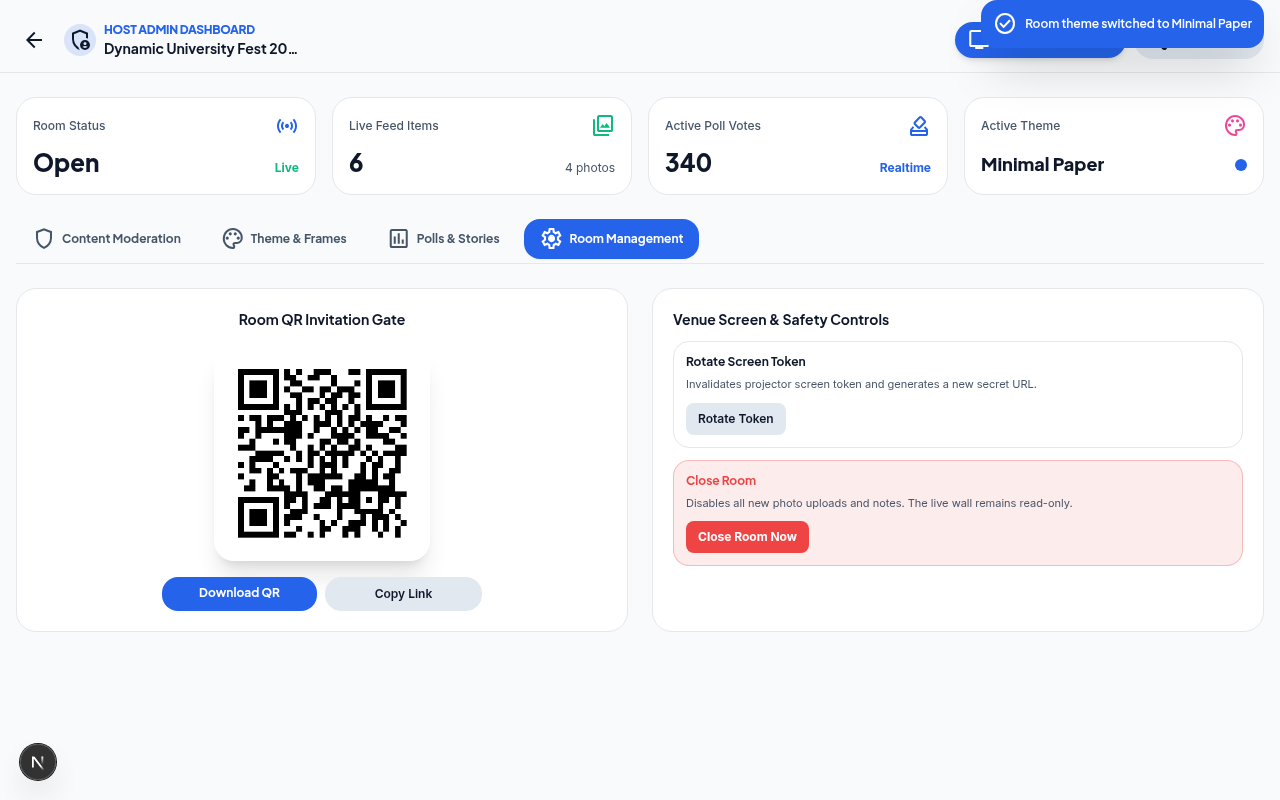 HOST ADMIN DASHBOARD
Dynamic University Fest 20…
Room theme switched to Minimal Paper
Room Status
Open
Live
Live Feed Items
6
4 photos
Active Poll Votes
340
Realtime
Active Theme
Minimal Paper
Content Moderation
Theme & Frames
Polls & Stories
Room Management
Room QR Invitation Gate
Download QR
Copy Link
Venue Screen & Safety Controls
Rotate Screen Token
Invalidates projector screen token and generates a new secret URL.
Rotate Token
Close Room
Disables all new photo uploads and notes. The live wall remains read-only.
Close Room Now
N